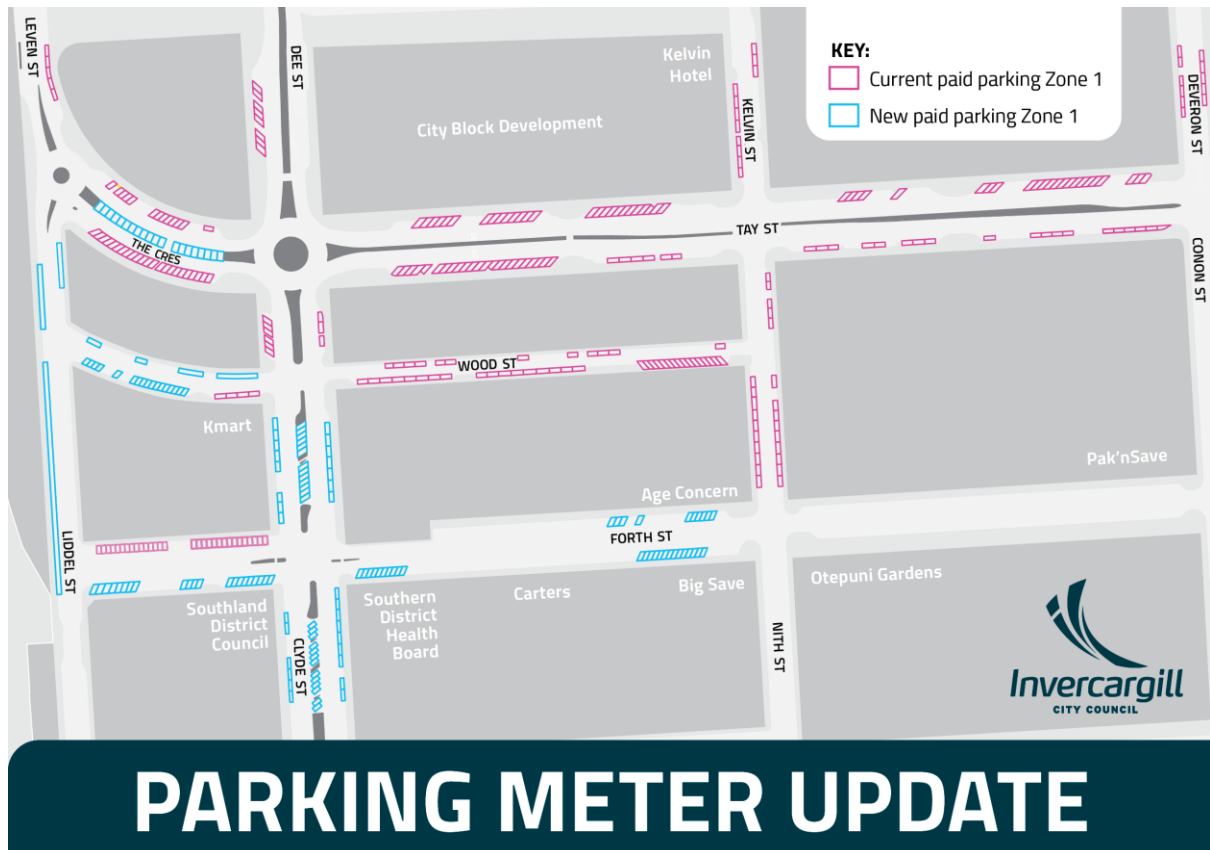 LEVEN ST
DEE ST
Kelvin
Hotel
KEY:
Current paid parking Zone 1
New paid parking Zone 1
City Block Development
KELVIN ST
DEVERON ST
THE CRES
TAY ST
CONON ST
WOOD ST
Kmart
Pak'nSave
Age Concern
FORTH ST
LIDDEL ST
Southland
District
Council
CLYDE ST
Southern
District
Health
Board
Carters
Big Save
NITH ST
Otepuni Gardens
Invercargill
CITY COUNCIL
PARKING METER UPDATE